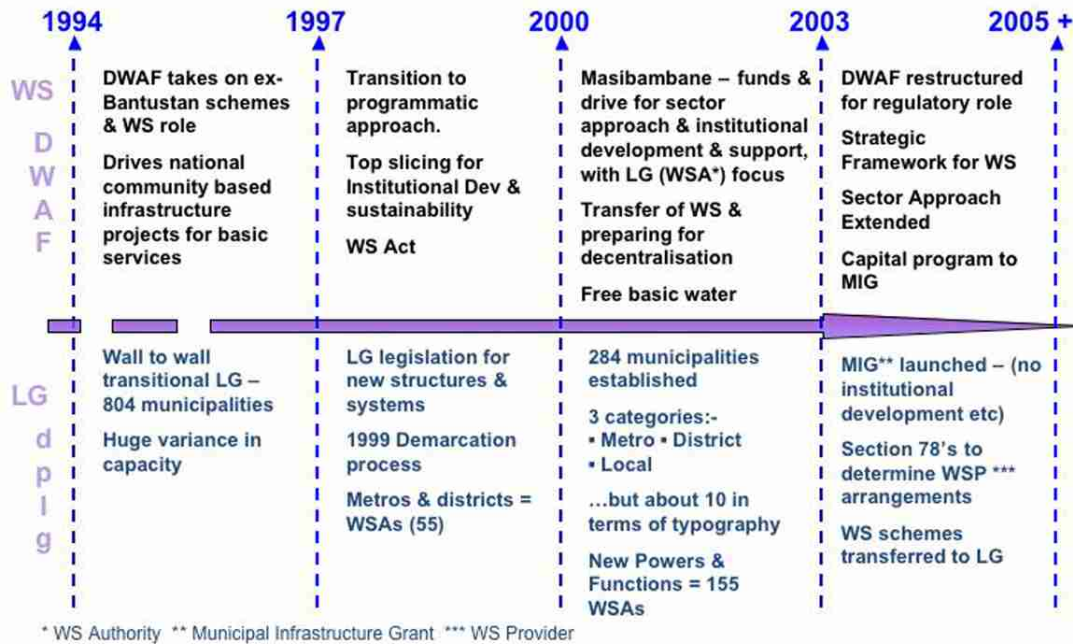 1994
1997
2000
2003
2005 +
WS
D
W
A
F
DWAF takes on ex-
Bantustan schemes
& WS role
Drives national
community based
infrastructure
projects for basic
services
Transition to
programmatic
approach.
Top slicing for
Institutional Dev &
sustainability
WS Act
Masibambane – funds &
drive for sector
approach & institutional
development & support,
with LG (WSA*) focus
Transfer of WS &
preparing for
decentralisation
Free basic water
DWAF restructured
for regulatory role
Strategic
Framework for WS
Sector Approach
Extended
Capital program to
MIG
LG
d
p
l
g
Wall to wall
transitional LG –
804 municipalities
Huge variance in
capacity
LG legislation for
new structures &
systems
1999 Demarcation
process
Metros & districts =
WSAs (55)
284 municipalities
established
3 categories:-
▪ Metro ▪ District
▪ Local
...but about 10 in
terms of typography
New Powers &
Functions = 155
WSAs
MIG** launched – (no
institutional
development etc)
Section 78's to
determine WSP ***
arrangements
WS schemes
transferred to LG
* WS Authority ** Municipal Infrastructure Grant *** WS Provider